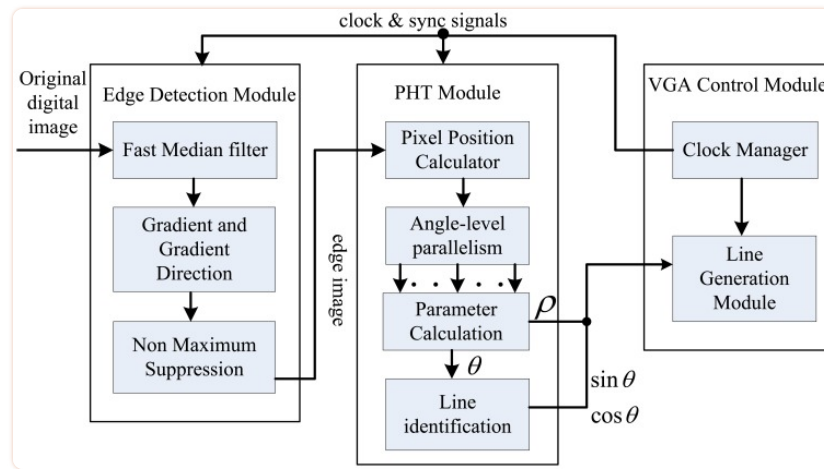 clock & sync signals
Original
digital
image
Edge Detection Module
Fast Median filter
Gradient and
Gradient
Direction
Non Maximum
Suppression
edge image
PHT Module
Pixel Position
Calculator
Angle-level
parallelism
Parameter
Calculation
ρ
θ
Line
identification
sin θ
cos θ
VGA Control Module
Clock Manager
Line
Generation
Module